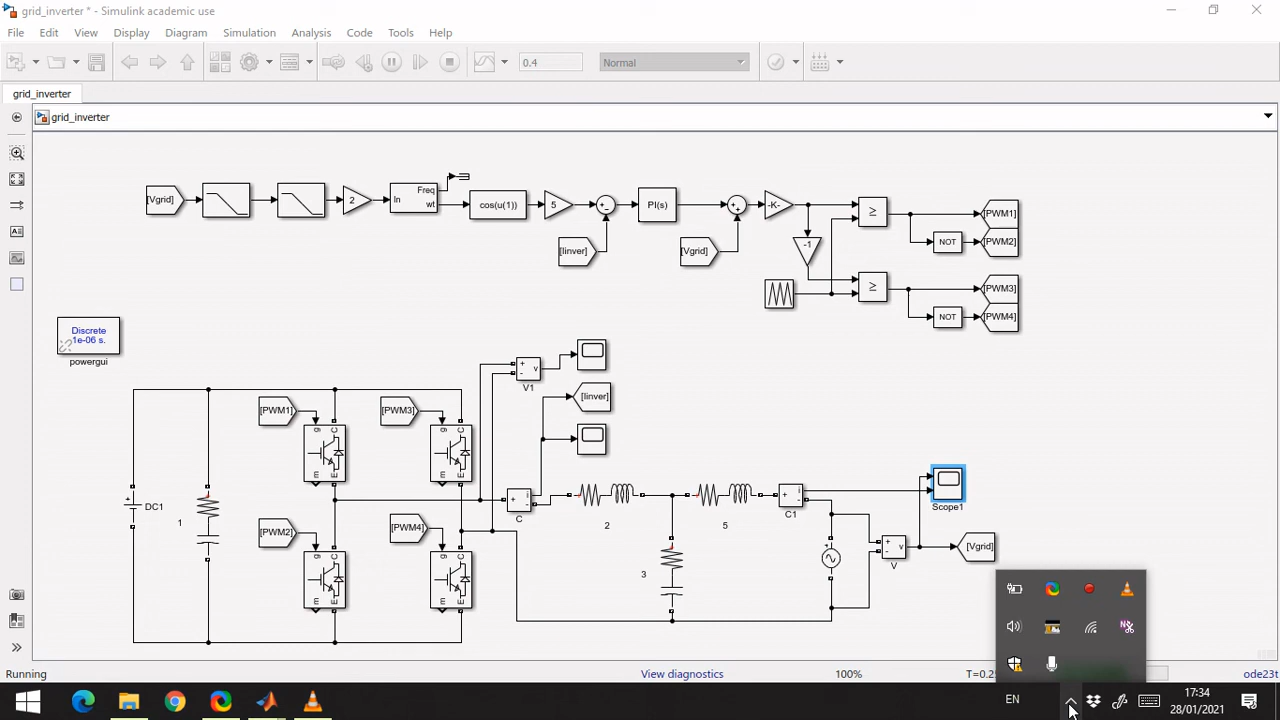 grid_inverter * - Simulink academic use
File Edit View Display Diagram Simulation Analysis Code Tools Help
0.4 Normal
grid_inverter
grid_inverter
[Vgrid] 2 In Freq wt cos(u(1)) 5 PI(s) -K- ≥ [PWM1]
NOT [PWM2]
[Iinver] [Vgrid] -1
≥ [PWM3]
NOT [PWM4]
Discrete
1e-06 s.
powergui
+ - v
V1
[PWM1] [PWM3] [Iinver]
g C g C
m E m E
DC1 1 + i -
C
2 5 + i -
C1
Scope1
[PWM2] [PWM4]
g C g C
m E m E
3 + - v
V
[Vgrid]
Running View diagnostics 100% ode23t
EN 17:34
28/01/2021